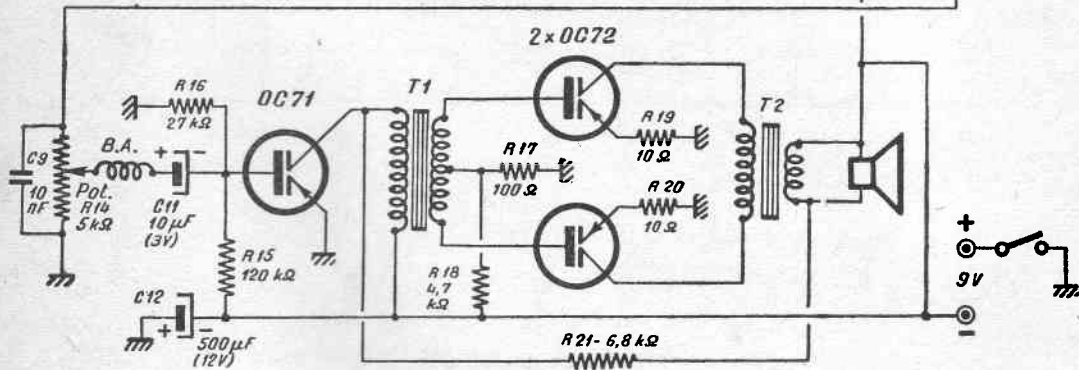 2 x OC72
R16
27 kΩ
OC71
T1
T2
C9
10
nF
B.A.
+
-
Pot.
R14
5 kΩ
C11
10 µF
(3V)
R17
100 Ω
R19
10 Ω
R20
10 Ω
R15
120 kΩ
R18
4,7
kΩ
C12
+
-
500 µF
(12V)
R21- 6,8 kΩ
+
9V
-